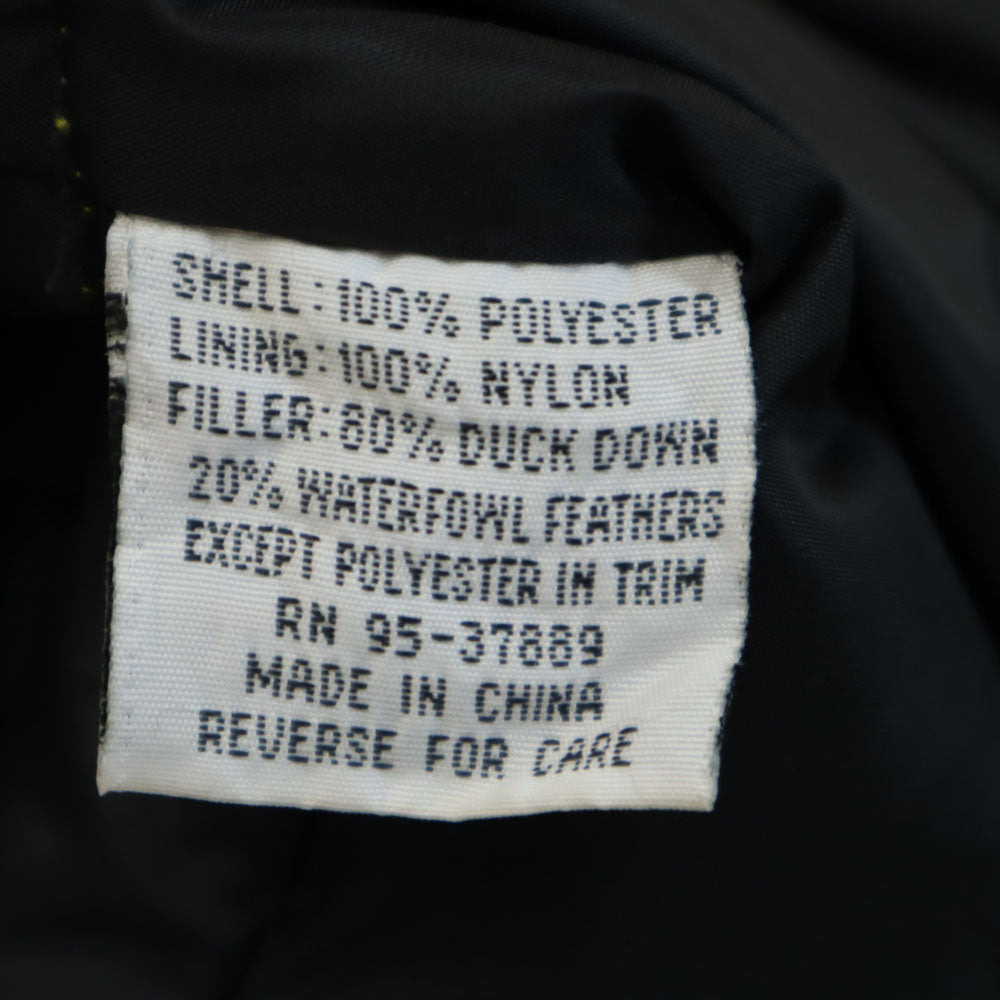 SHELL: 100% POLYESTER
LINING: 100% NYLON
FILLER: 80% DUCK DOWN
20% WATERFOWL FEATHERS
EXCEPT POLYESTER IN TRIM
RN 95-37889
MADE IN CHINA
REVERSE FOR CARE